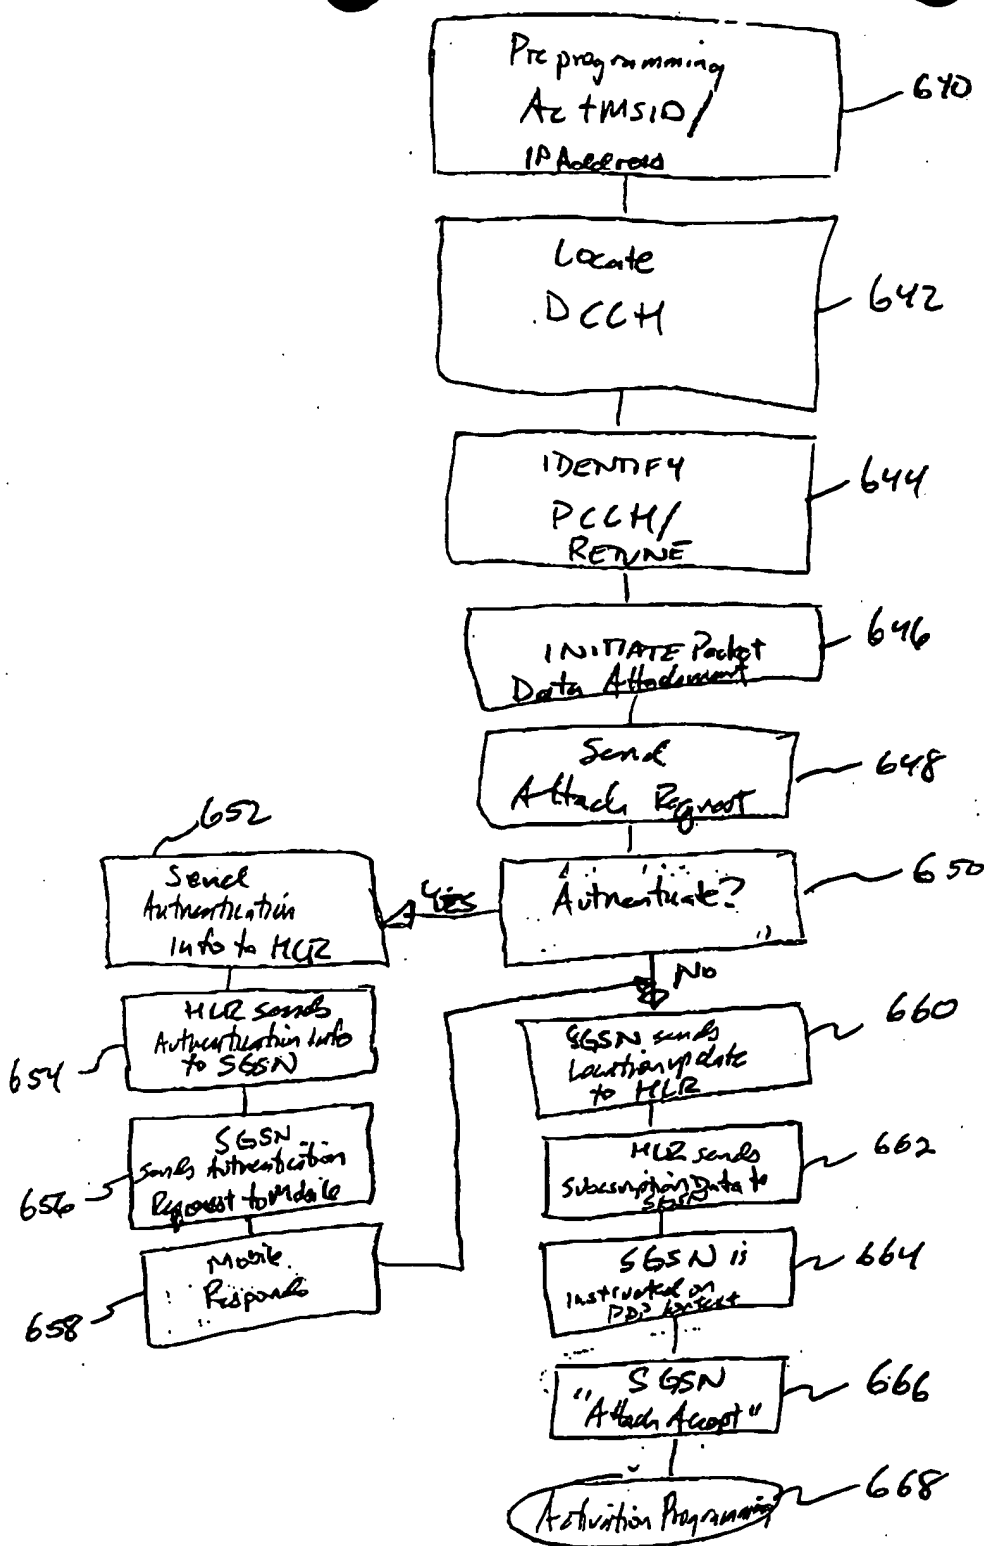 Preprogramming
ActMSID/
IP Address
640
Locate
DCCH
642
IDENTIFY
PCCH/
RETUNE
644
INITIATE Packet
Data Attachment
646
Send
Attach Request
648
Authenticate?
650
Yes
No
652
Send
Authentication
Info to HLR
HLR sends
Authentication info
to SGSN
654
SGSN
sends Authentication
Request to Mobile
656
Mobile
Responds
658
SGSN sends
Location update
to HLR
660
HLR sends
Subscription Data to
SGSN
662
SGSN is
instructed on
PDP context
664
SGSN
"Attach Accept"
666
Activation Programming
668